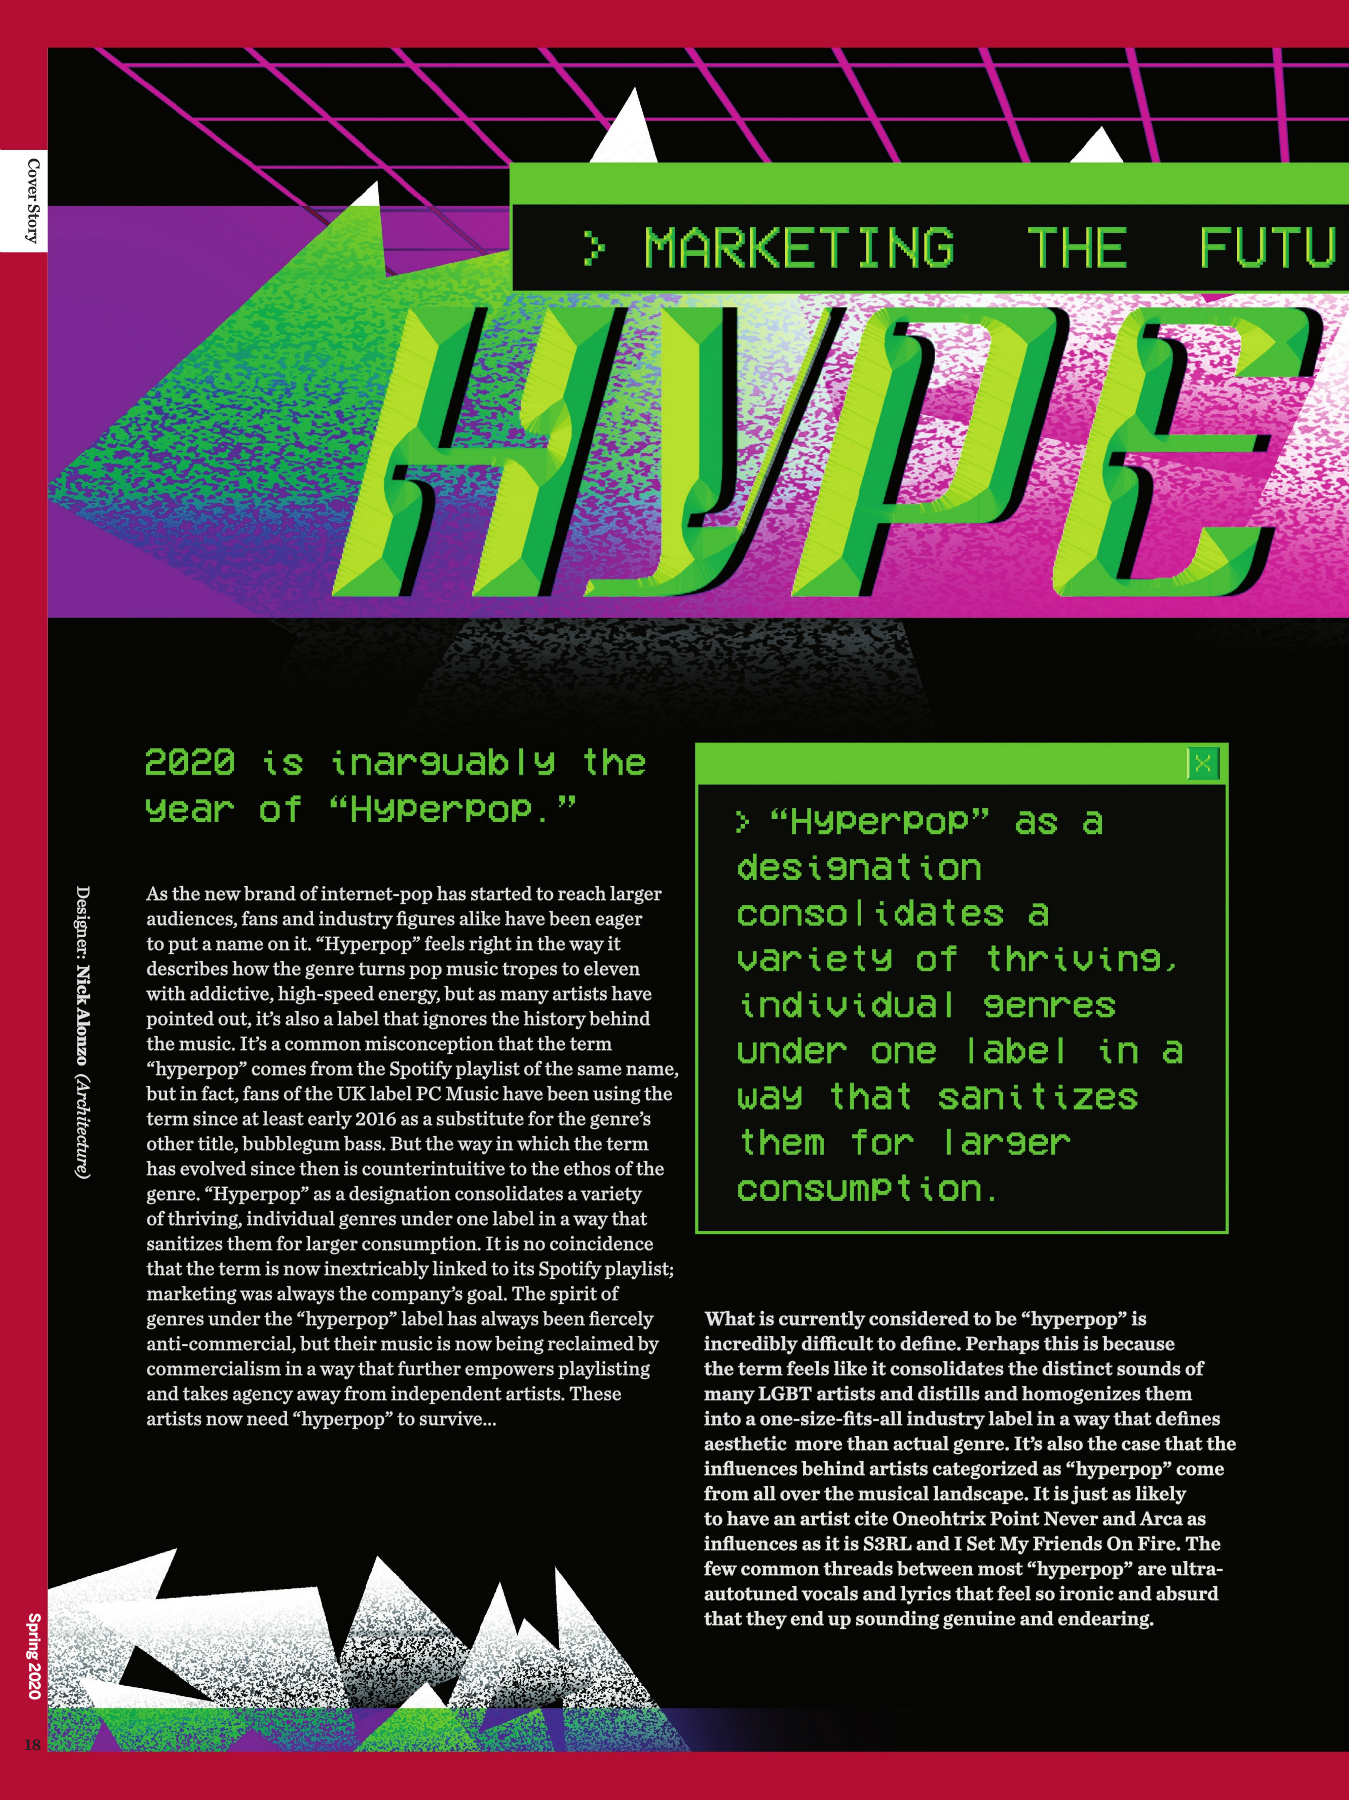 Cover Story
> MARKETING THE FUTU
HYPE
2020 is inarguably the
year of “Hyperpop.”
Designer: Nick Alonzo (Architecture)
As the new brand of internet-pop has started to reach larger
audiences, fans and industry figures alike have been eager
to put a name on it. “Hyperpop” feels right in the way it
describes how the genre turns pop music tropes to eleven
with addictive, high-speed energy, but as many artists have
pointed out, it’s also a label that ignores the history behind
the music. It’s a common misconception that the term
“hyperpop” comes from the Spotify playlist of the same name,
but in fact, fans of the UK label PC Music have been using the
term since at least early 2016 as a substitute for the genre’s
other title, bubblegum bass. But the way in which the term
has evolved since then is counterintuitive to the ethos of the
genre. “Hyperpop” as a designation consolidates a variety
of thriving, individual genres under one label in a way that
sanitizes them for larger consumption. It is no coincidence
that the term is now inextricably linked to its Spotify playlist;
marketing was always the company’s goal. The spirit of
genres under the “hyperpop” label has always been fiercely
anti-commercial, but their music is now being reclaimed by
commercialism in a way that further empowers playlisting
and takes agency away from independent artists. These
artists now need “hyperpop” to survive...
X
> “Hyperpop” as a
designation
consolidates a
variety of thriving,
individual genres
under one label in a
way that sanitizes
them for larger
consumption.
What is currently considered to be “hyperpop” is
incredibly difficult to define. Perhaps this is because
the term feels like it consolidates the distinct sounds of
many LGBT artists and distills and homogenizes them
into a one-size-fits-all industry label in a way that defines
aesthetic more than actual genre. It’s also the case that the
influences behind artists categorized as “hyperpop” come
from all over the musical landscape. It is just as likely
to have an artist cite Oneohtrix Point Never and Arca as
influences as it is S3RL and I Set My Friends On Fire. The
few common threads between most “hyperpop” are ultra-
autotuned vocals and lyrics that feel so ironic and absurd
that they end up sounding genuine and endearing.
Spring 2020
18